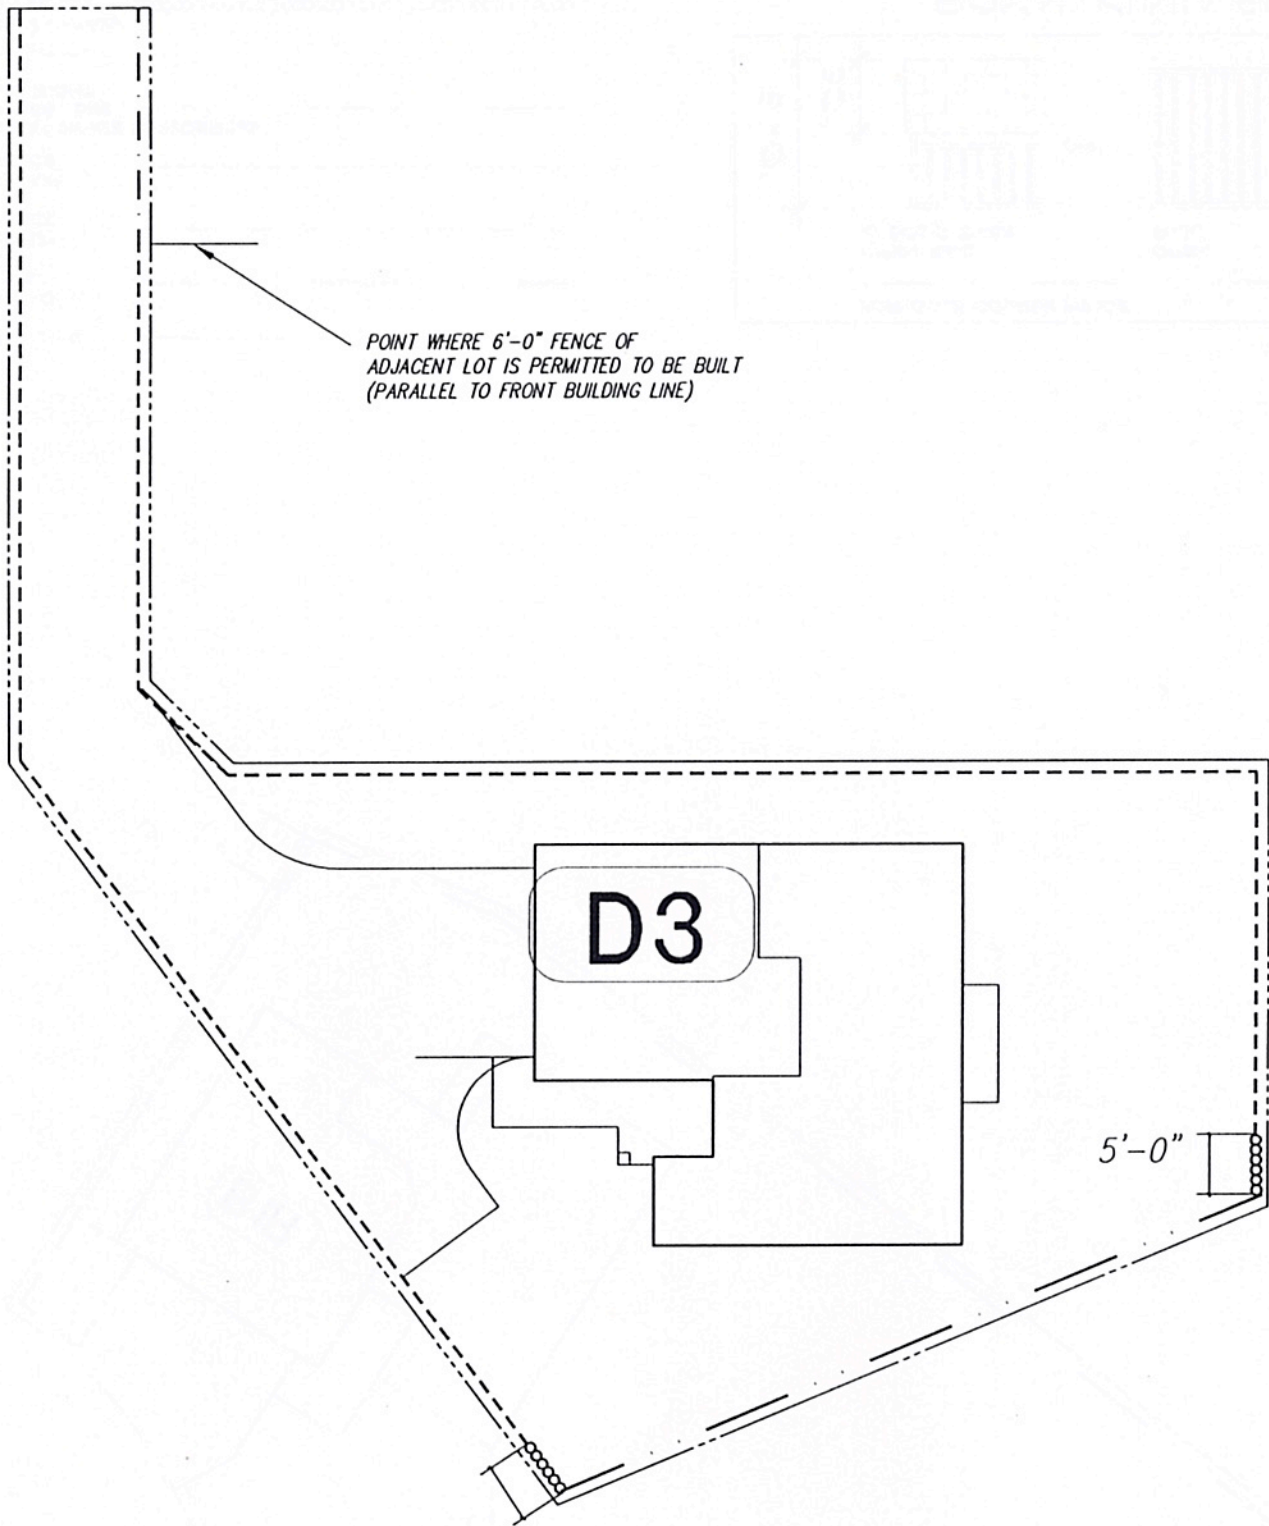 POINT WHERE 6'-0" FENCE OF
ADJACENT LOT IS PERMITTED TO BE BUILT
(PARALLEL TO FRONT BUILDING LINE)
D3
5'-0"